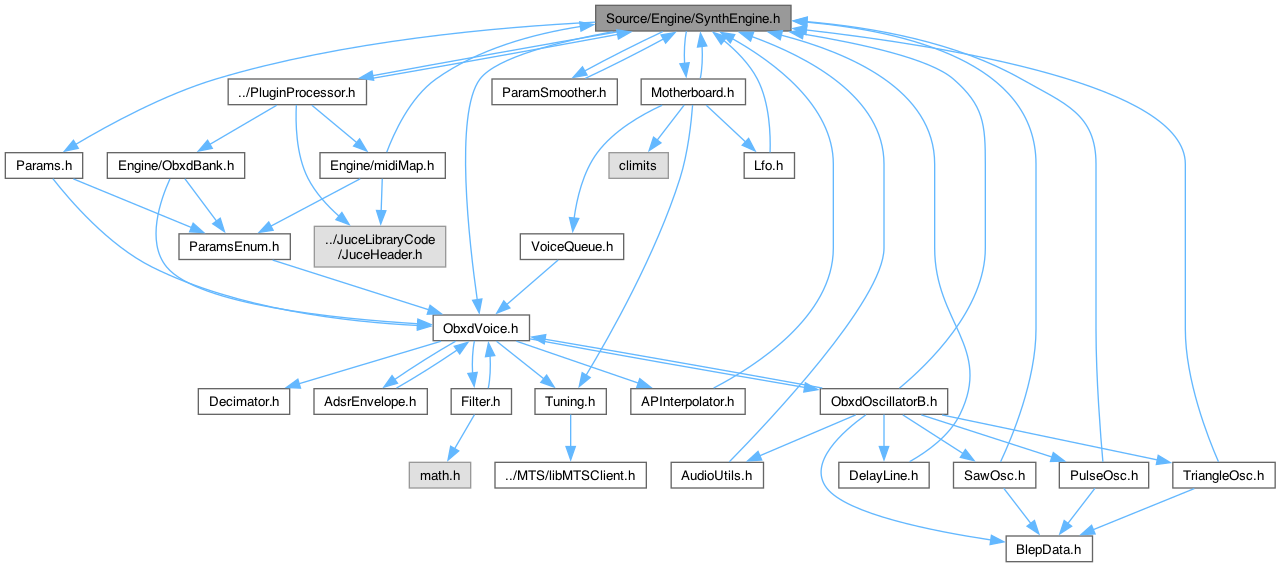 Source/Engine/SynthEngine.h
../PluginProcessor.h
ParamSmoother.h
Motherboard.h
Params.h
Engine/ObxdBank.h
Engine/midiMap.h
climits
Lfo.h
ParamsEnum.h
../JuceLibraryCode
/JuceHeader.h
VoiceQueue.h
ObxdVoice.h
Decimator.h
AdsrEnvelope.h
Filter.h
Tuning.h
APInterpolator.h
ObxdOscillatorB.h
math.h
../MTS/libMTSClient.h
AudioUtils.h
DelayLine.h
SawOsc.h
PulseOsc.h
TriangleOsc.h
BlepData.h